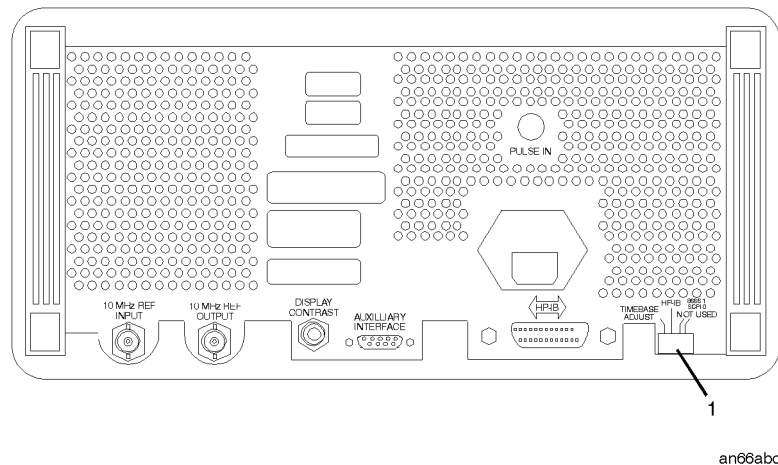 PULSE IN
10 MHz REF
INPUT
10 MHz REF
OUTPUT
DISPLAY
CONTRAST
AUXILLIARY
INTERFACE
HP-IB
TIMEBASE
ADJUST
HP-IB
NOT USED
1
an66abc